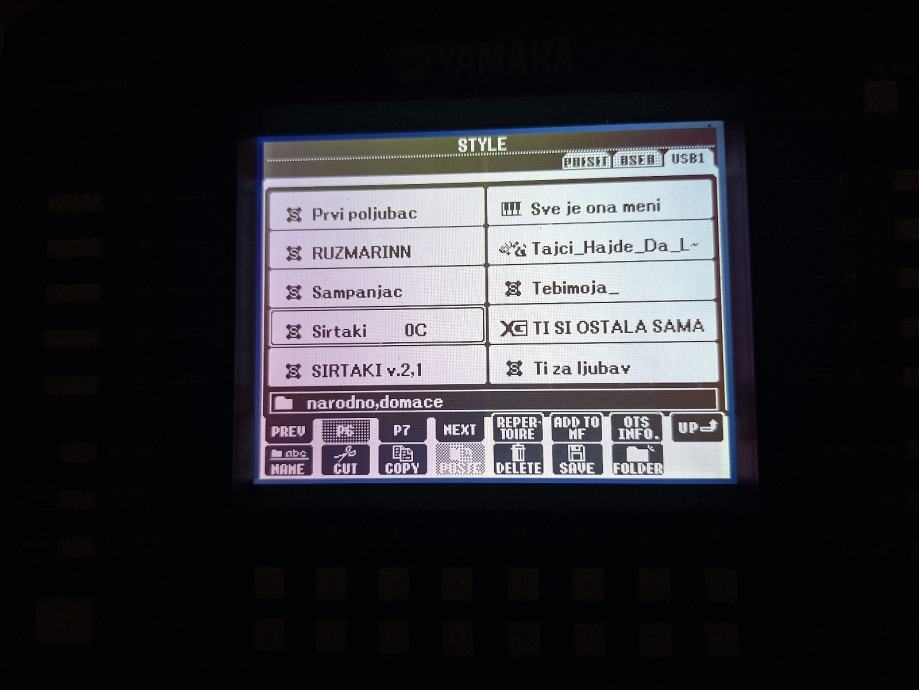 YAMAHA
STYLE
PRESET USER USB1
Prvi poljubac
RUZMARINN
Sampanjac
Sirtaki 0C
SIRTAKI v.2,1
Sve je ona meni
Tajci_Hajde_Da_L~
Tebimoja_
XG TI SI OSTALA SAMA
Ti za ljubav
narodno,domace
PREV P6 P7 NEXT REPER-
TOIRE ADD TO
MF OTS
INFO. UP
abc
NAME CUT COPY PASTE DELETE SAVE FOLDER